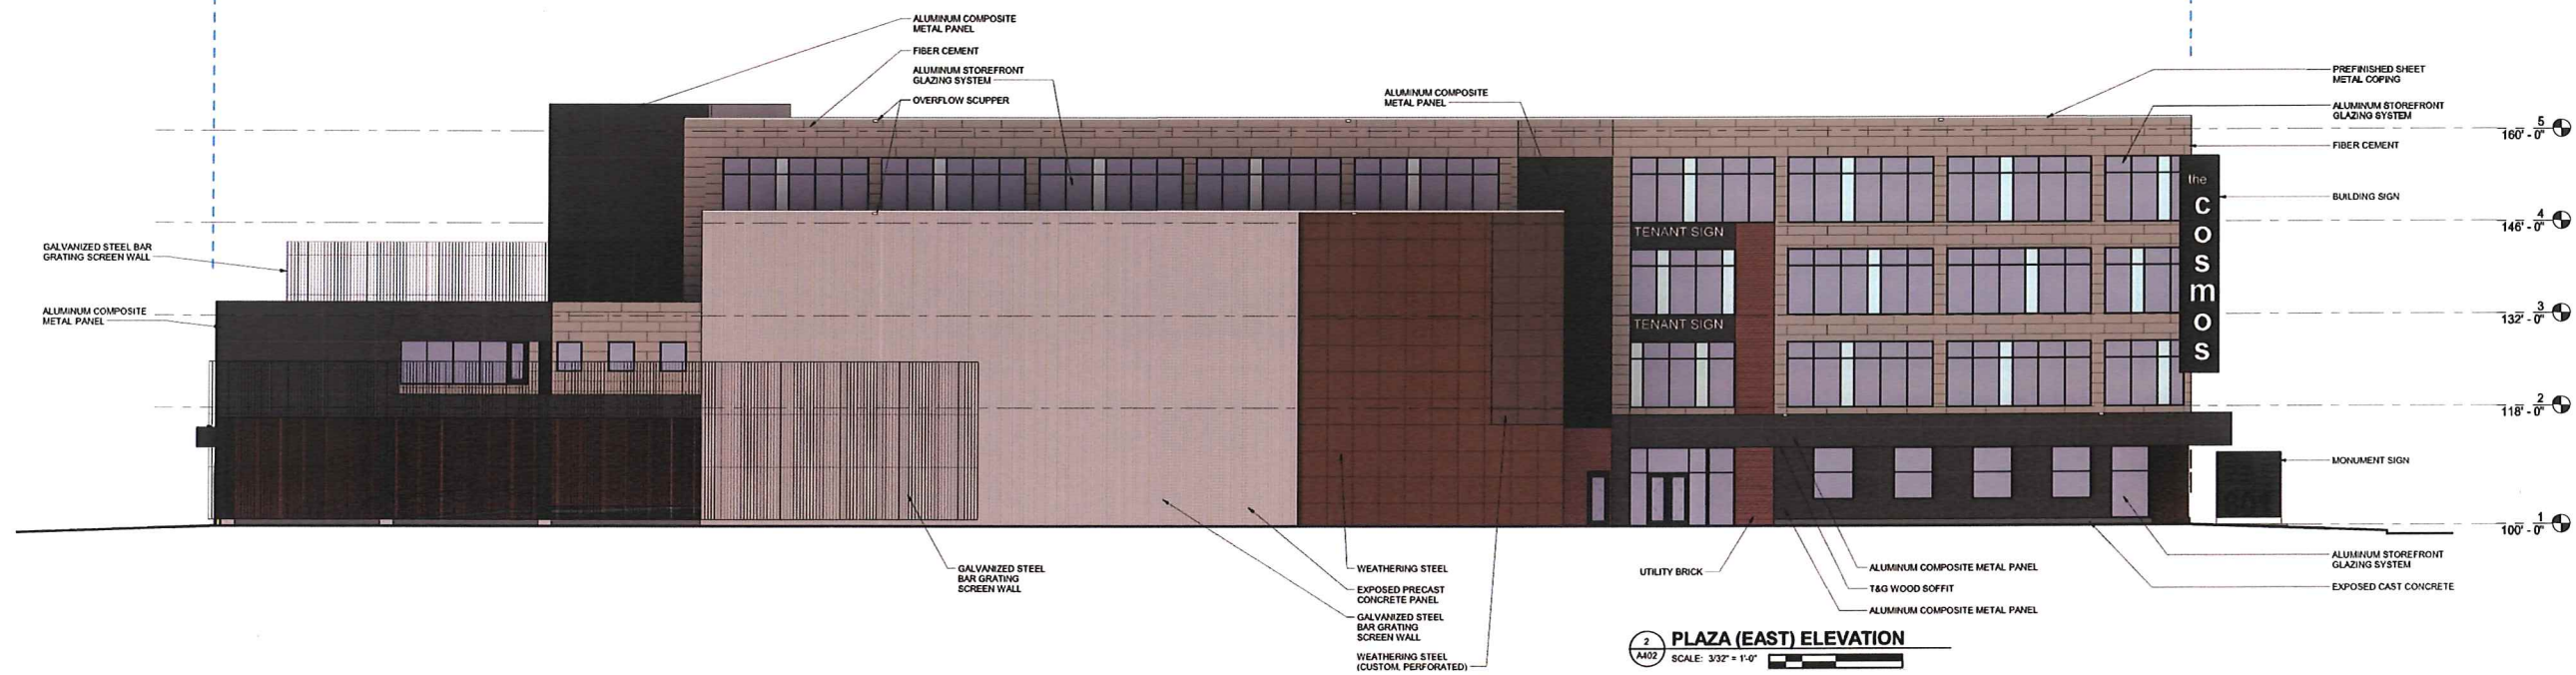 ALUMINUM COMPOSITE
METAL PANEL
FIBER CEMENT
ALUMINUM STOREFRONT
GLAZING SYSTEM
OVERFLOW SCUPPER
ALUMINUM COMPOSITE
METAL PANEL
PREFINISHED SHEET
METAL COPING
ALUMINUM STOREFRONT
GLAZING SYSTEM
FIBER CEMENT
BUILDING SIGN
5
160' - 0"
4
146' - 0"
3
132' - 0"
2
118' - 0"
1
100' - 0"
GALVANIZED STEEL BAR
GRATING SCREEN WALL
ALUMINUM COMPOSITE
METAL PANEL
TENANT SIGN
TENANT SIGN
the
c
o
s
m
o
s
MONUMENT SIGN
GALVANIZED STEEL
BAR GRATING
SCREEN WALL
WEATHERING STEEL
EXPOSED PRECAST
CONCRETE PANEL
GALVANIZED STEEL
BAR GRATING
SCREEN WALL
WEATHERING STEEL
(CUSTOM, PERFORATED)
UTILITY BRICK
ALUMINUM COMPOSITE METAL PANEL
T&G WOOD SOFFIT
ALUMINUM COMPOSITE METAL PANEL
ALUMINUM STOREFRONT
GLAZING SYSTEM
EXPOSED CAST CONCRETE
2
A402
PLAZA (EAST) ELEVATION
SCALE: 3/32" = 1'-0"